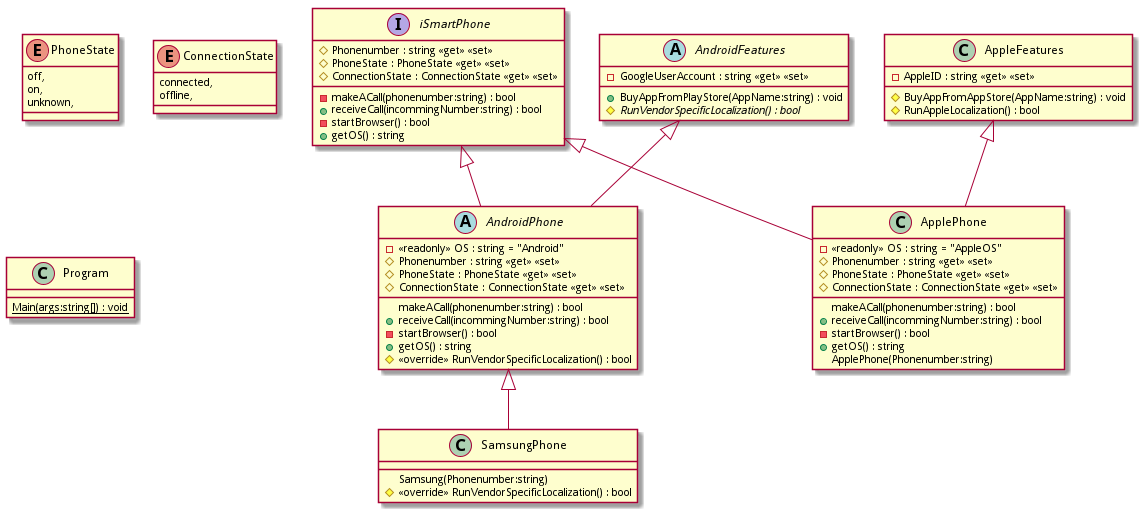 E PhoneState
off,
on,
unknown,
E ConnectionState
connected,
offline,
I iSmartPhone
Phonenumber : string «get» «set»
PhoneState : PhoneState «get» «set»
ConnectionState : ConnectionState «get» «set»
makeACall(phonenumber:string) : bool
receiveCall(incommingNumber:string) : bool
startBrowser() : bool
getOS() : string
A AndroidFeatures
GoogleUserAccount : string «get» «set»
BuyAppFromPlayStore(AppName:string) : void
RunVendorSpecificLocalization() : bool
C AppleFeatures
AppleID : string «get» «set»
BuyAppFromAppStore(AppName:string) : void
RunAppleLocalization() : bool
C Program
Main(args:string[]) : void
A AndroidPhone
«readonly» OS : string = "Android"
Phonenumber : string «get» «set»
PhoneState : PhoneState «get» «set»
ConnectionState : ConnectionState «get» «set»
makeACall(phonenumber:string) : bool
receiveCall(incommingNumber:string) : bool
startBrowser() : bool
getOS() : string
«override» RunVendorSpecificLocalization() : bool
C ApplePhone
«readonly» OS : string = "AppleOS"
Phonenumber : string «get» «set»
PhoneState : PhoneState «get» «set»
ConnectionState : ConnectionState «get» «set»
makeACall(phonenumber:string) : bool
receiveCall(incommingNumber:string) : bool
startBrowser() : bool
getOS() : string
ApplePhone(Phonenumber:string)
C SamsungPhone
Samsung(Phonenumber:string)
«override» RunVendorSpecificLocalization() : bool